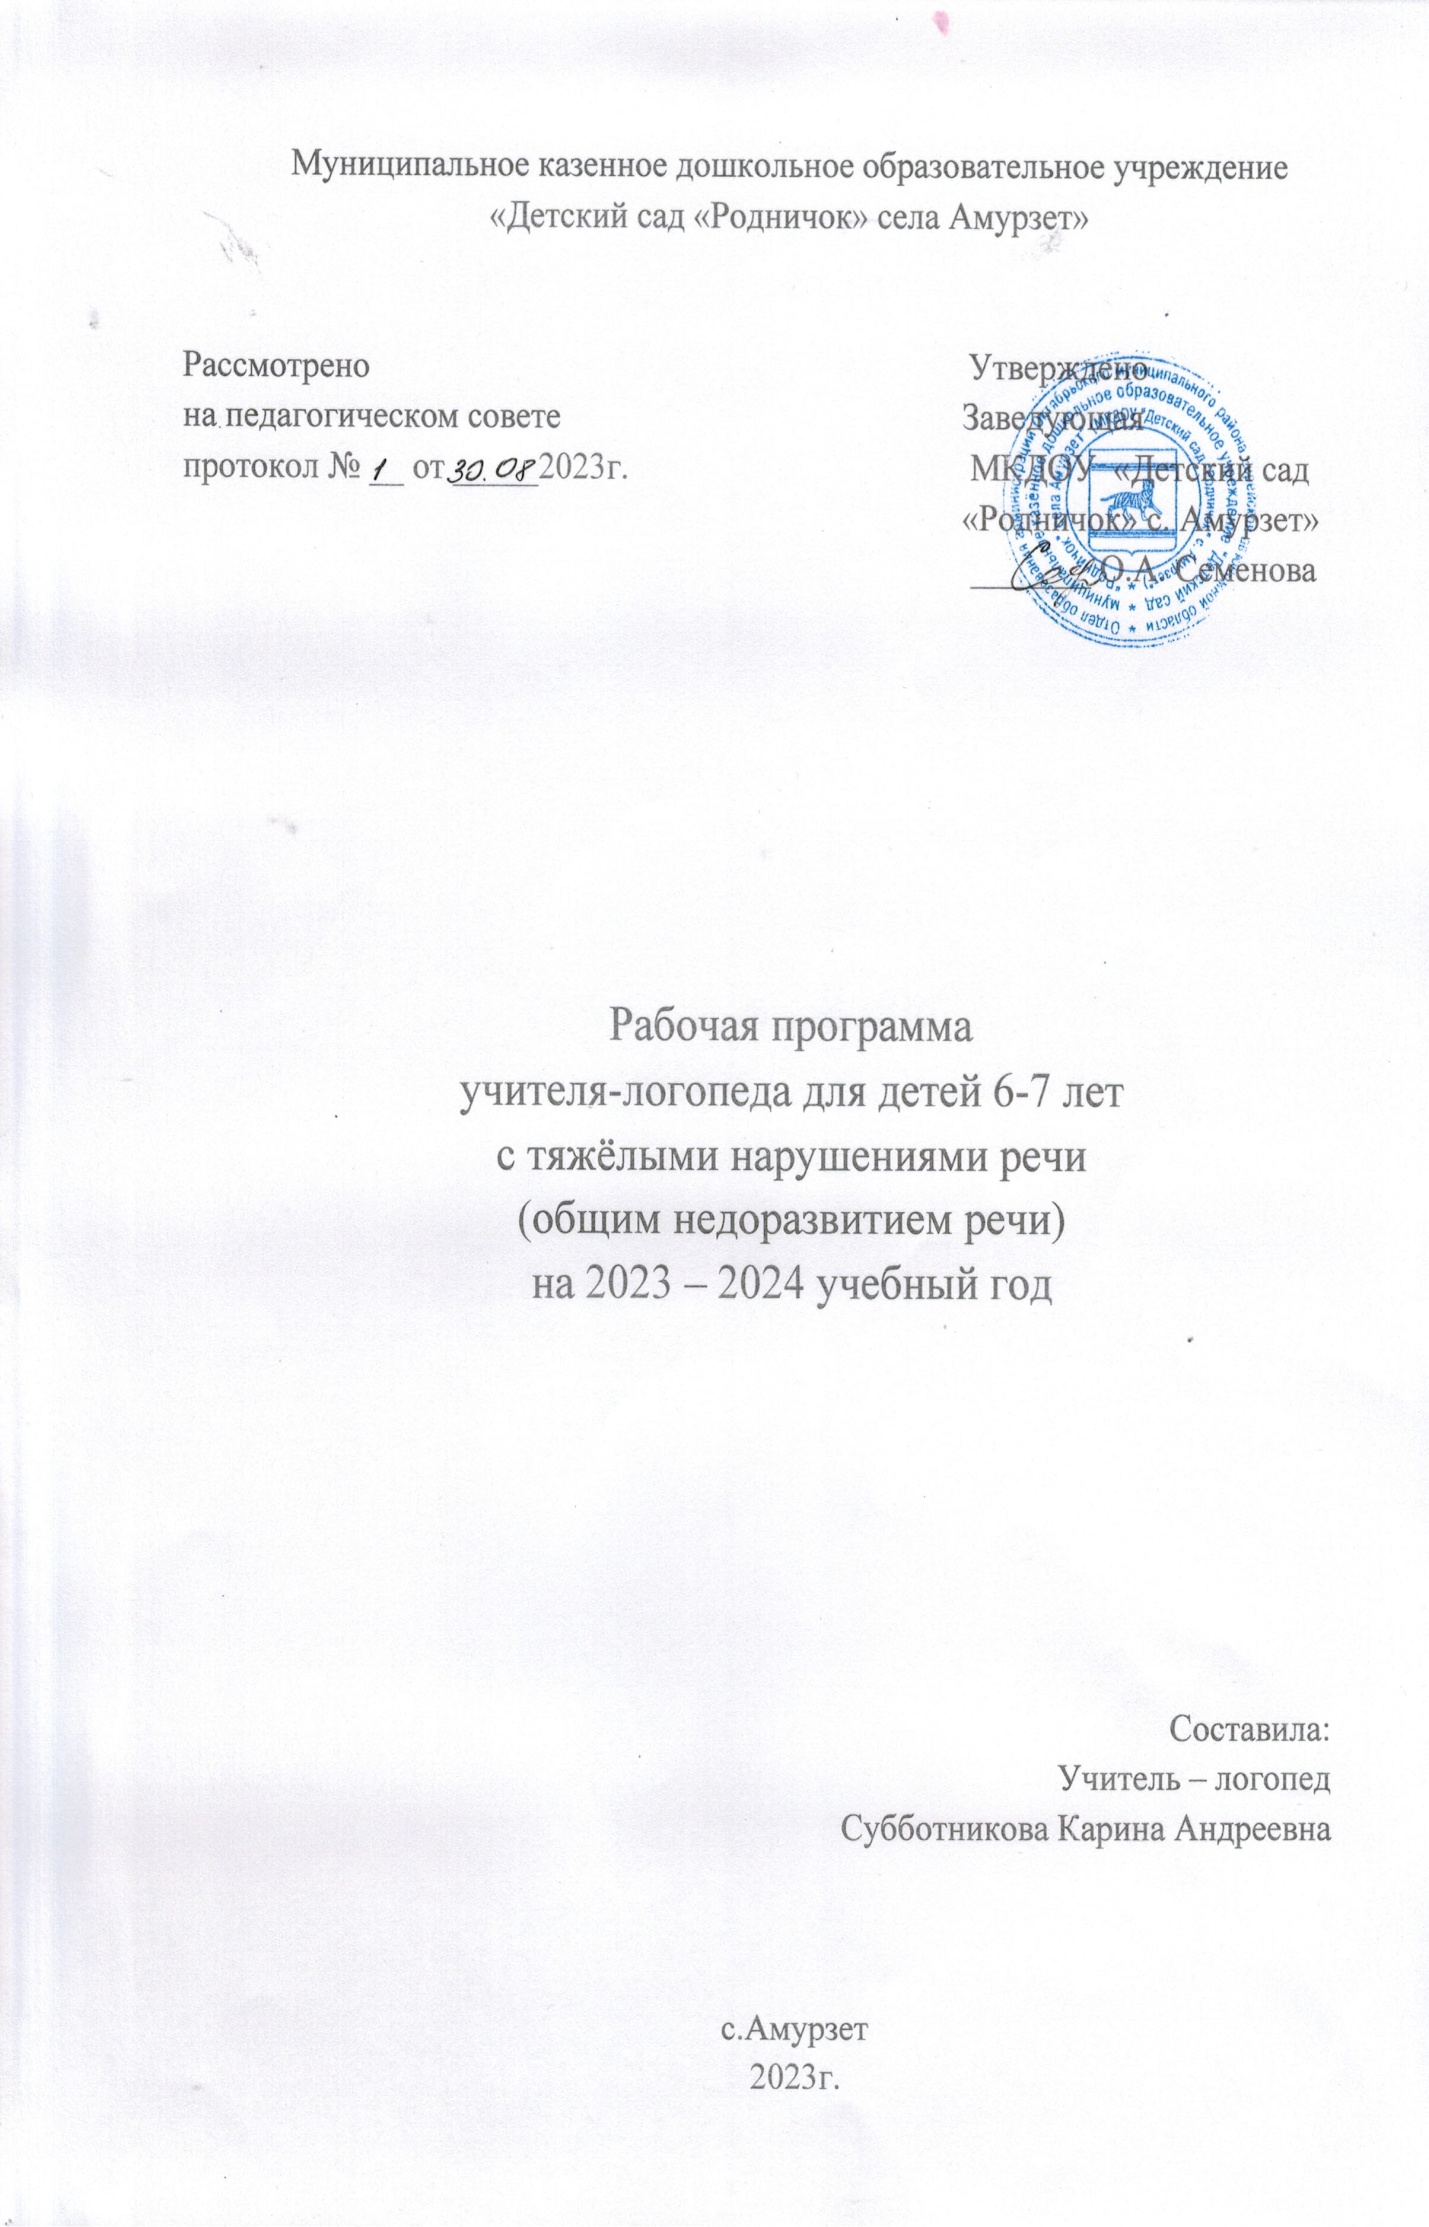 Муниципальное казенное дошкольное образовательное учреждение
«Детский сад «Родничок» села Амурзет»
Рассмотрено
на педагогическом совете
протокол № 1 от 30.08 2023г.
Утверждено
Заведующая
МКДОУ «Детский сад
«Родничок» с. Амурзет»
О.А. Семенова
Рабочая программа
учителя-логопеда для детей 6-7 лет
с тяжёлыми нарушениями речи
(общим недоразвитием речи)
на 2023 – 2024 учебный год
Составила:
Учитель – логопед
Субботникова Карина Андреевна
с.Амурзет
2023г.